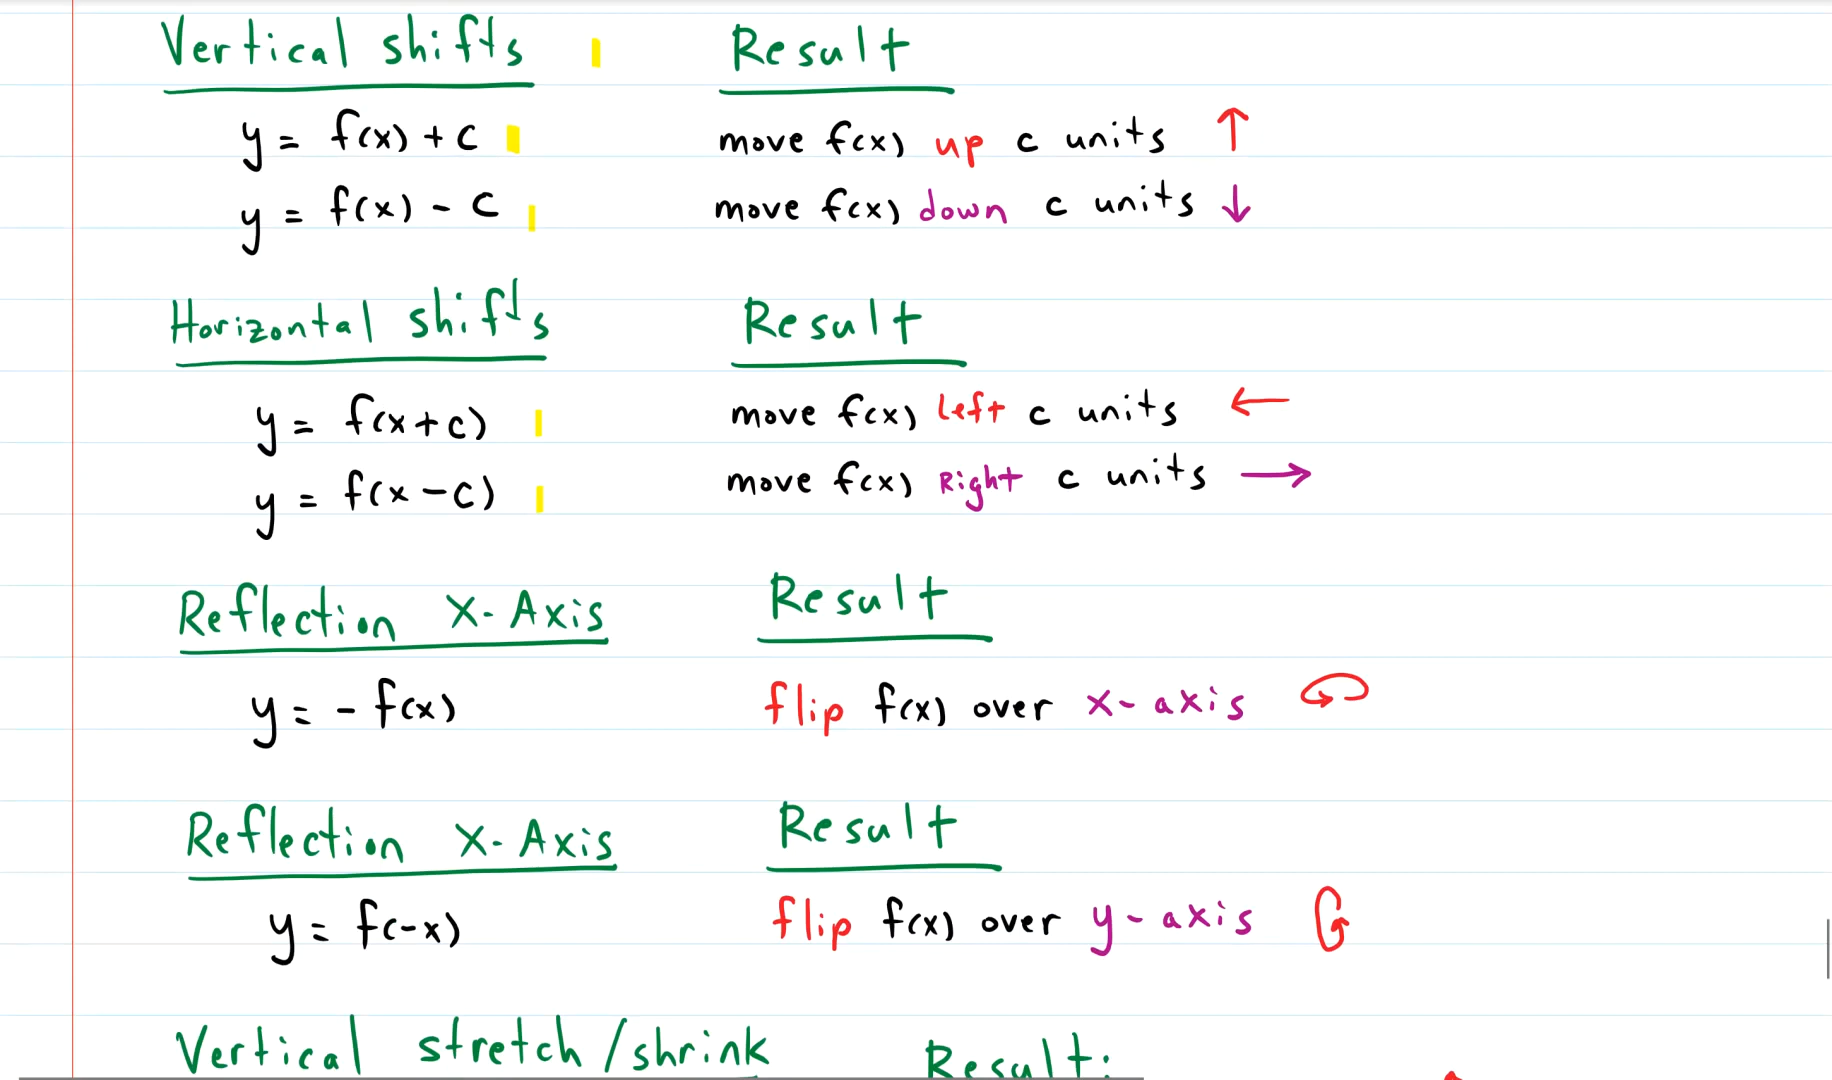 Vertical shifts Result
y = f(x) + c move f(x) up c units ↑
y = f(x) - c move f(x) down c units ↓
Horizontal shifts Result
y = f(x+c) move f(x) Left c units ←
y = f(x-c) move f(x) Right c units →
Reflection X-Axis Result
y = - f(x) flip f(x) over x-axis
Reflection X-Axis Result
y = f(-x) flip f(x) over y-axis
Vertical stretch/shrink Result: